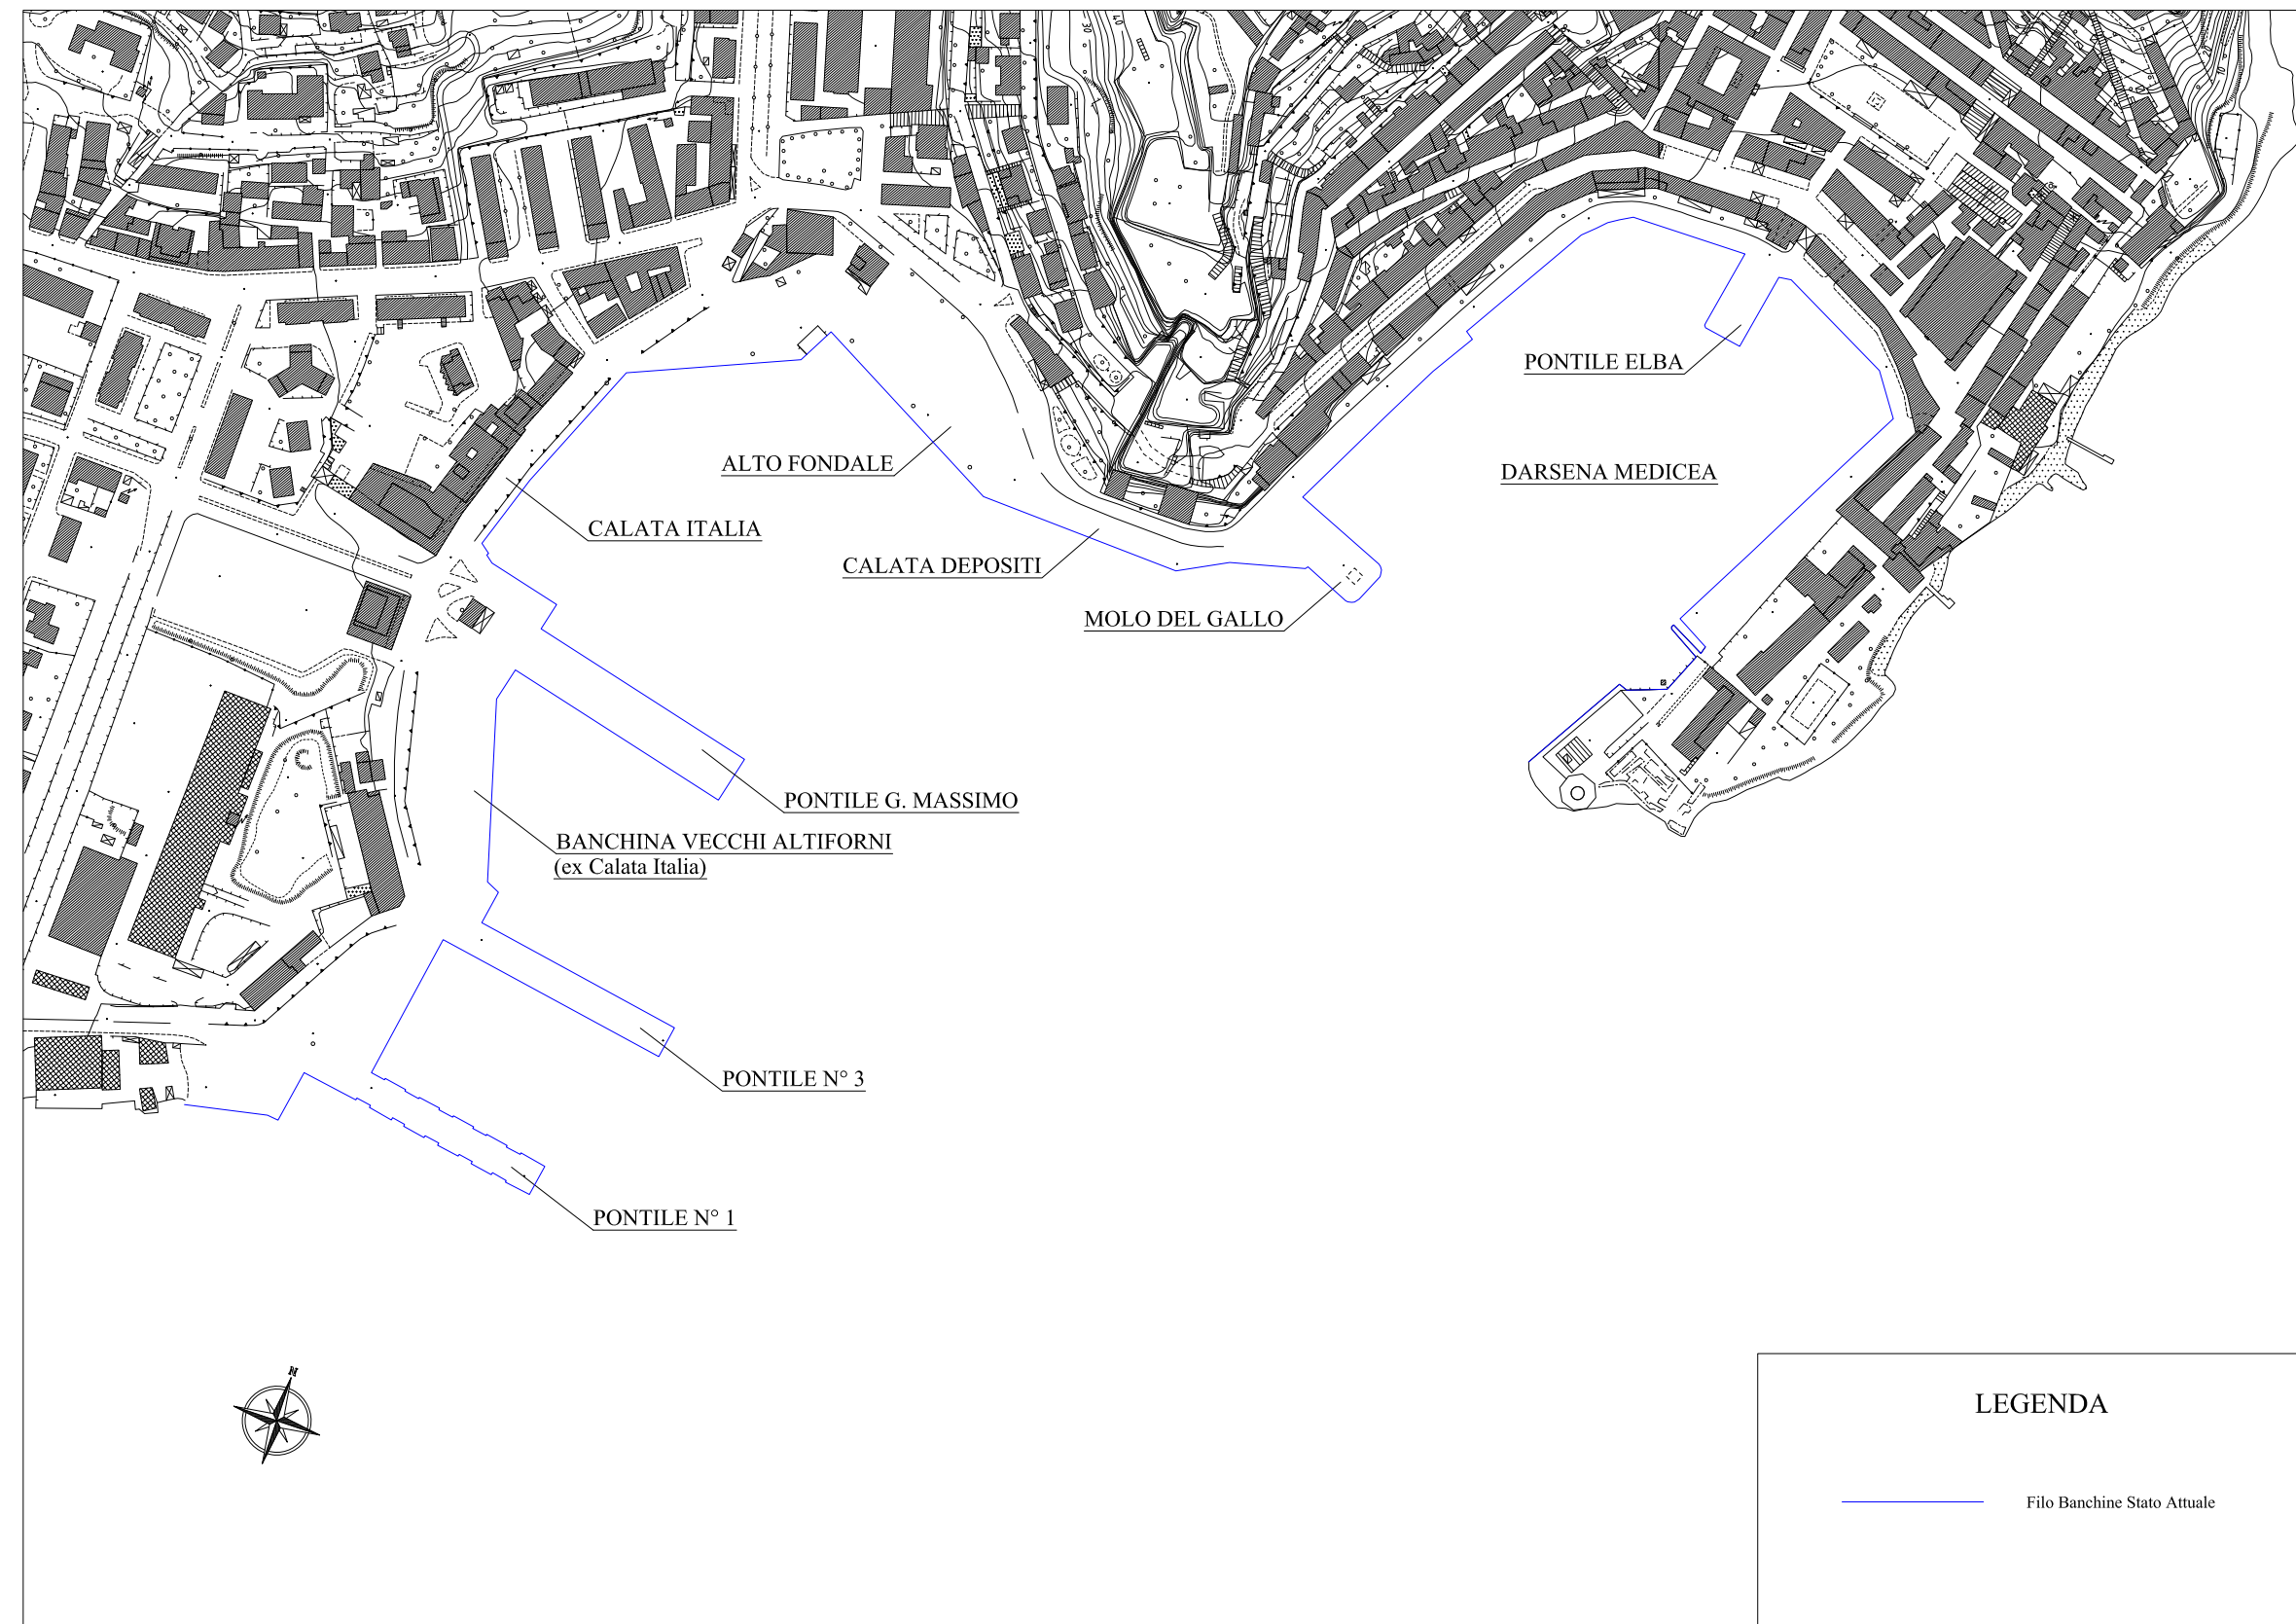 PONTILE ELBA
ALTO FONDALE
DARSENA MEDICEA
CALATA ITALIA
CALATA DEPOSITI
MOLO DEL GALLO
PONTILE G. MASSIMO
BANCHINA VECCHI ALTIFORNI
(ex Calata Italia)
PONTILE N° 3
PONTILE N° 1
N
LEGENDA
Filo Banchine Stato Attuale